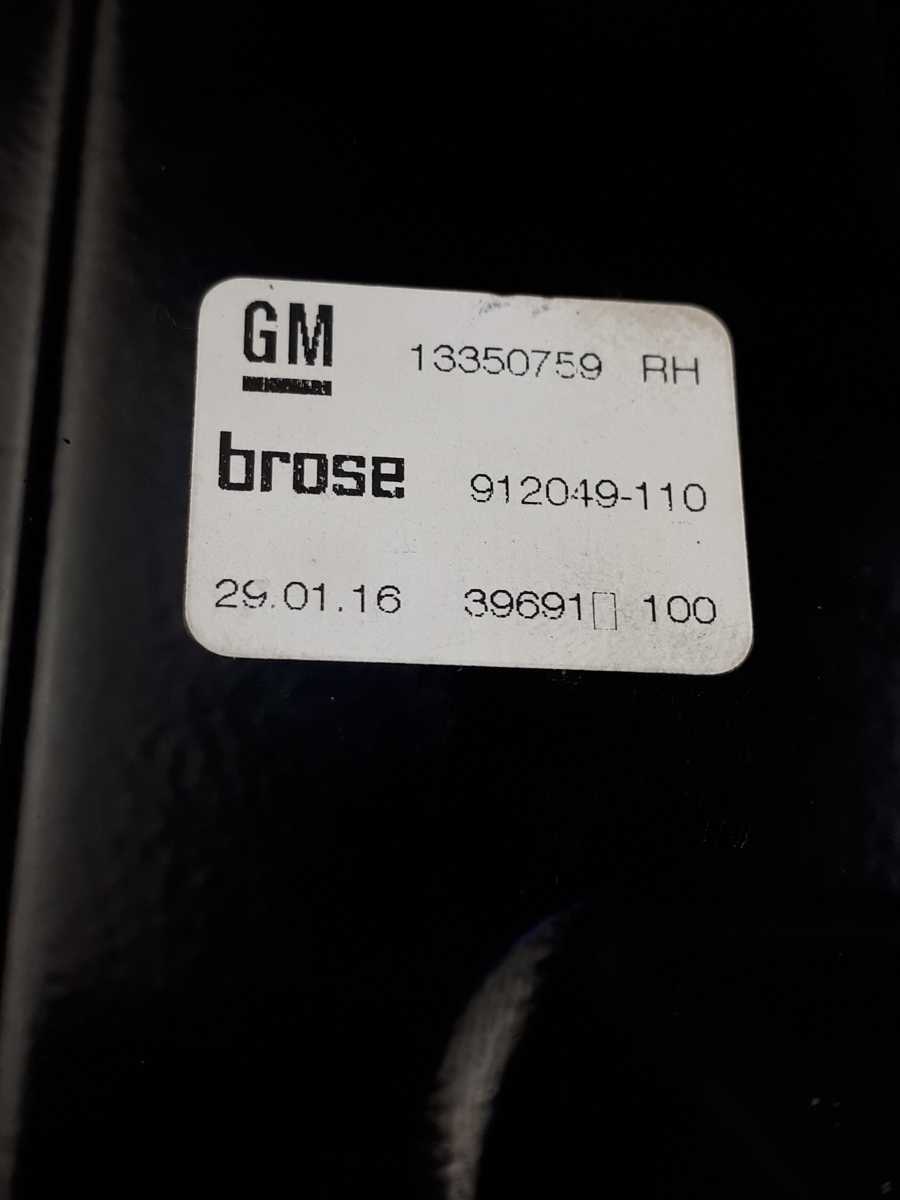 GM 13350759 RH
brose 912049-110
29.01.16 39691▯ 100